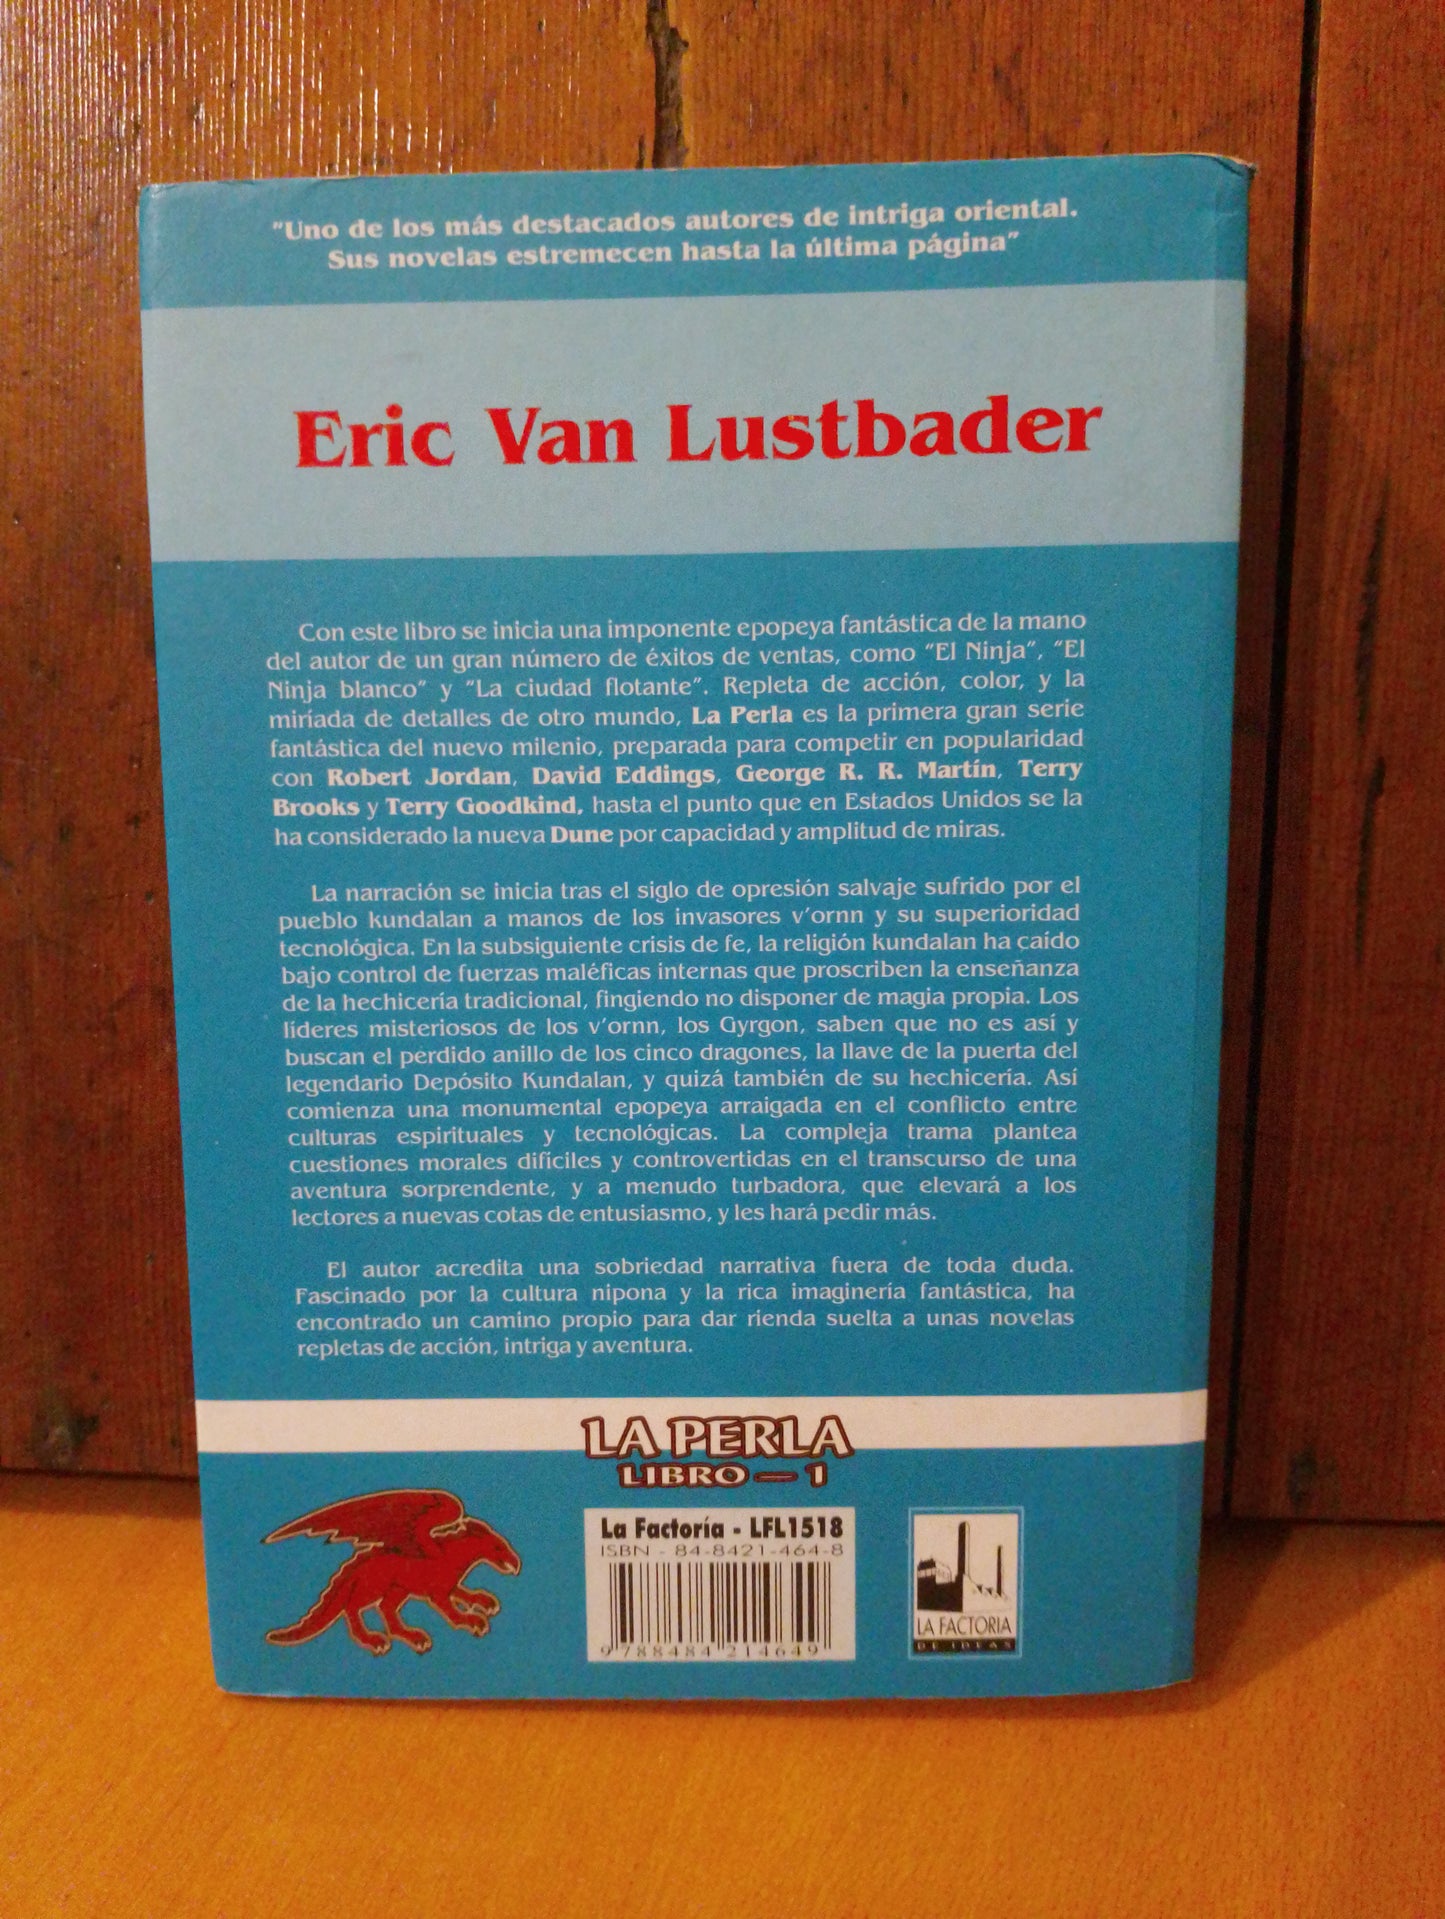 "Uno de los más destacados autores de intriga oriental.
Sus novelas estremecen hasta la última página"
Eric Van Lustbader
Con este libro se inicia una imponente epopeya fantástica de la mano
del autor de un gran número de éxitos de ventas, como "El Ninja", "El
Ninja blanco" y "La ciudad flotante". Repleta de acción, color, y la
miríada de detalles de otro mundo, La Perla es la primera gran serie
fantástica del nuevo milenio, preparada para competir en popularidad
con Robert Jordan, David Eddings, George R. R. Martín, Terry
Brooks y Terry Goodkind, hasta el punto que en Estados Unidos se la
ha considerado la nueva Dune por capacidad y amplitud de miras.
La narración se inicia tras el siglo de opresión salvaje sufrido por el
pueblo kundalan a manos de los invasores v'ornn y su superioridad
tecnológica. En la subsiguiente crisis de fe, la religión kundalan ha caído
bajo control de fuerzas maléficas internas que proscriben la enseñanza
de la hechicería tradicional, fingiendo no disponer de magia propia. Los
líderes misteriosos de los v'ornn, los Gyrgon, saben que no es así y
buscan el perdido anillo de los cinco dragones, la llave de la puerta del
legendario Depósito Kundalan, y quizá también de su hechicería. Así
comienza una monumental epopeya arraigada en el conflicto entre
culturas espirituales y tecnológicas. La compleja trama plantea
cuestiones morales difíciles y controvertidas en el transcurso de una
aventura sorprendente, y a menudo turbadora, que elevará a los
lectores a nuevas cotas de entusiasmo, y les hará pedir más.
El autor acredita una sobriedad narrativa fuera de toda duda.
Fascinado por la cultura nipona y la rica imaginería fantástica, ha
encontrado un camino propio para dar rienda suelta a unas novelas
repletas de acción, intriga y aventura.
LA PERLA
LIBRO — 1
La Factoría - LFL1518
ISBN - 84-8421-464-8
9 788484 214649
LA FACTORIA
DE IDEAS